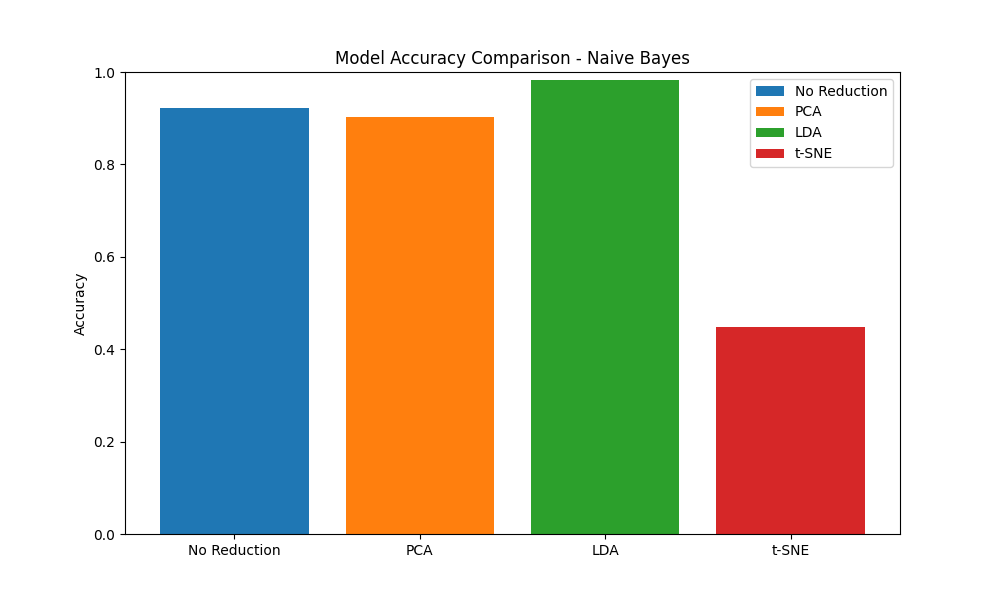 Model Accuracy Comparison - Naive Bayes
1.0
0.8
0.6
0.4
0.2
0.0
Accuracy
No Reduction
PCA
LDA
t-SNE
No Reduction
PCA
LDA
t-SNE